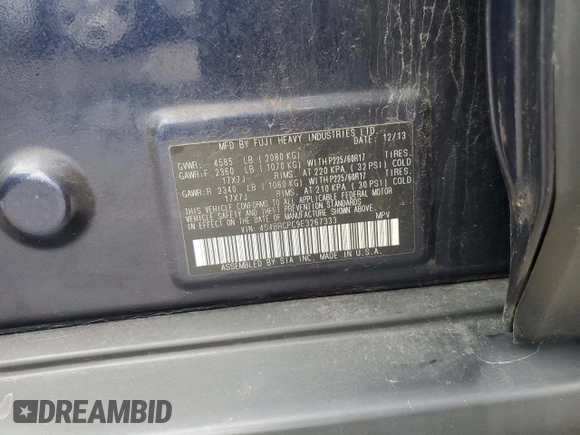 MFD BY FUJI HEAVY INDUSTRIES LTD.
DATE: 12/13
GVWR: 4585 LB (2080 KG)
GAWR:F 2360 LB (1070 KG) WITH P225/60R17 TIRES.
17X7J RIMS AT 220 KPA (32 PSI) COLD
GAWR:R 2340 LB (1060 KG) WITH P225/60R17 TIRES.
17X7J RIMS AT 210 KPA (30 PSI) COLD
THIS VEHICLE CONFORMS TO ALL APPLICABLE FEDERAL MOTOR
VEHICLE SAFETY AND THEFT PREVENTION STANDARDS
IN EFFECT ON THE DATE OF MANUFACTURE SHOWN ABOVE.
VIN: 4S4BRCPC9E3267333 MPV
ASSEMBLED BY SIA INC. MADE IN U.S.A.
DREAMBID